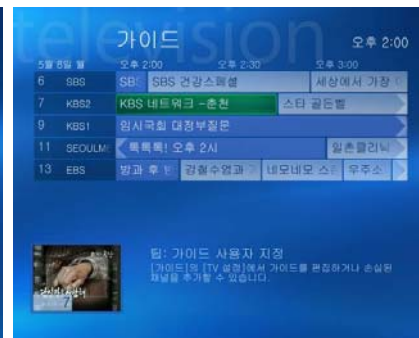 television
가이드
오후 2:00
5월 8일 월 오후 2:00 오후 2:30 오후 3:00
6 SBS SBS SBS 건강스페셜 세상에서 가장
7 KBS2 KBS 네트워크 -춘천 스타 골든벨
9 KBS1 임시국회 대정부질문
11 SEOULM 톡톡톡! 오후 2시 일촌클리닉
13 EBS 방과 후 강철수염과 네모네모 스 우주소
팁: 가이드 사용자 지정
[가이드]의 [TV 설정]에서 가이드를 편집하거나 손실된
채널을 추가할 수 있습니다.
7